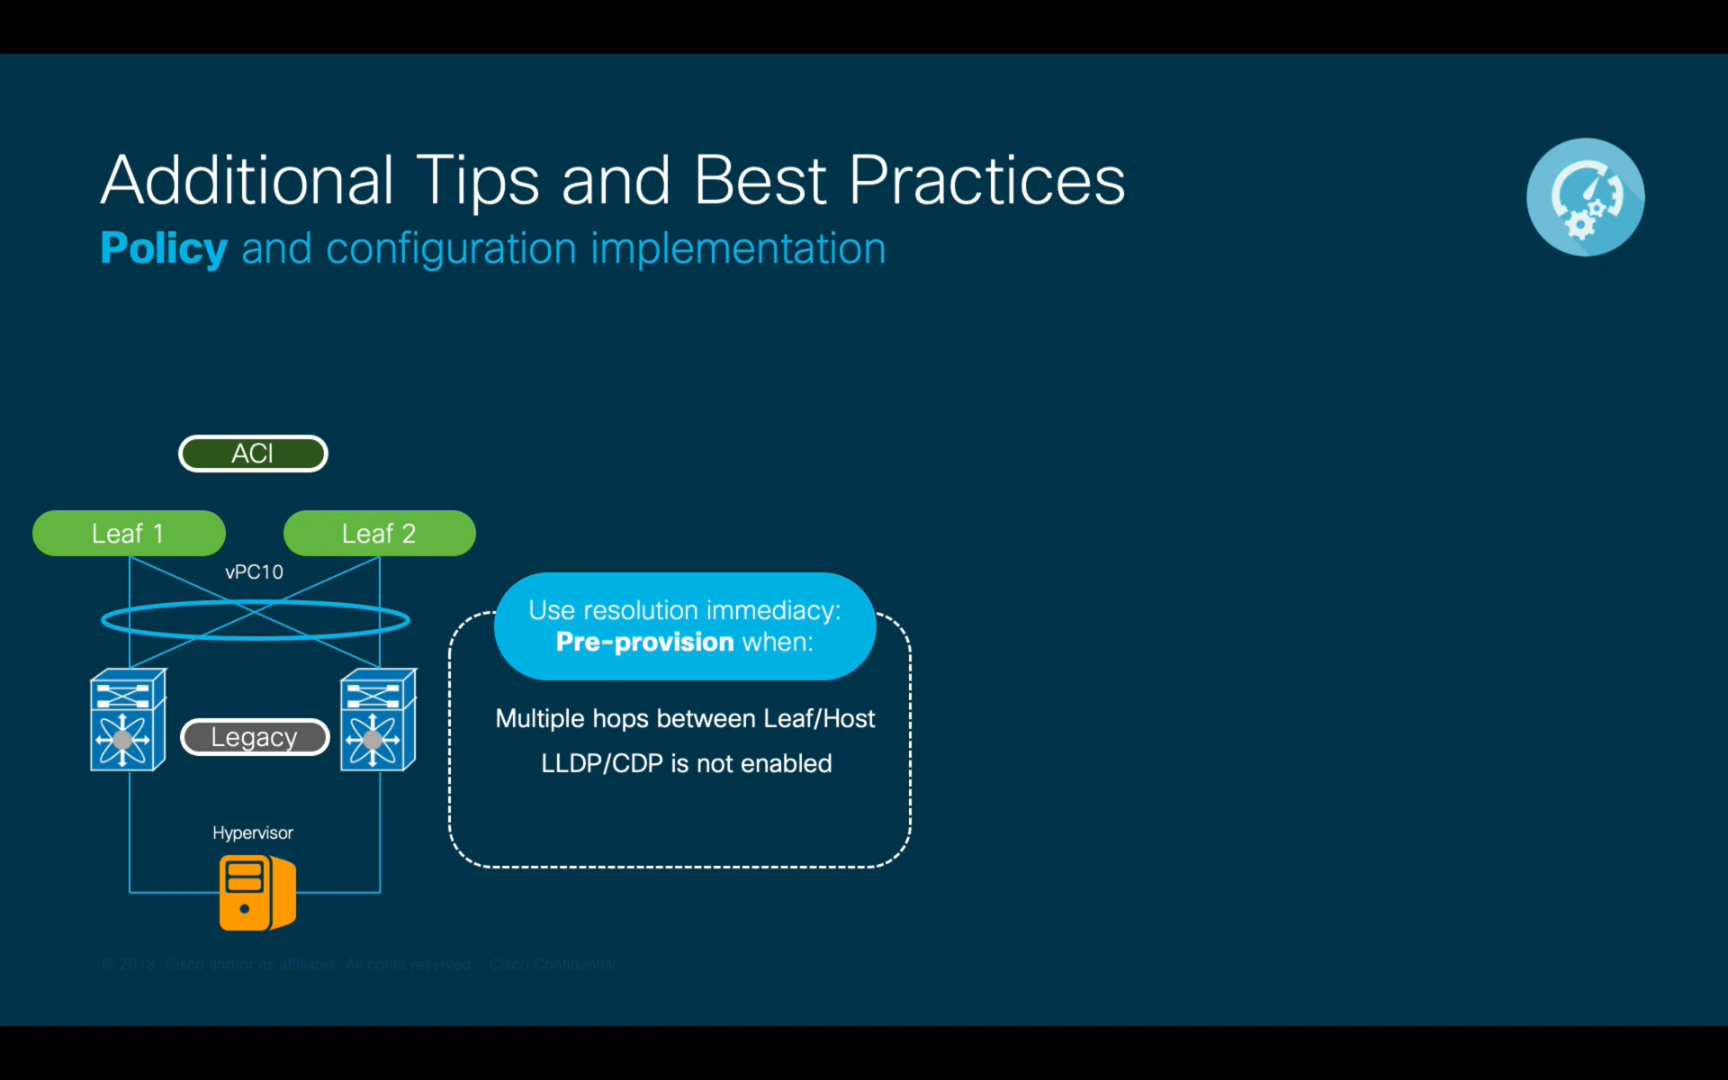 Additional Tips and Best Practices
Policy and configuration implementation
ACI
Leaf 1
Leaf 2
vPC10
Use resolution immediacy:
Pre-provision when:
Multiple hops between Leaf/Host
LLDP/CDP is not enabled
Legacy
Hypervisor
© 2018 Cisco and/or its affiliates. All rights reserved. Cisco Confidential